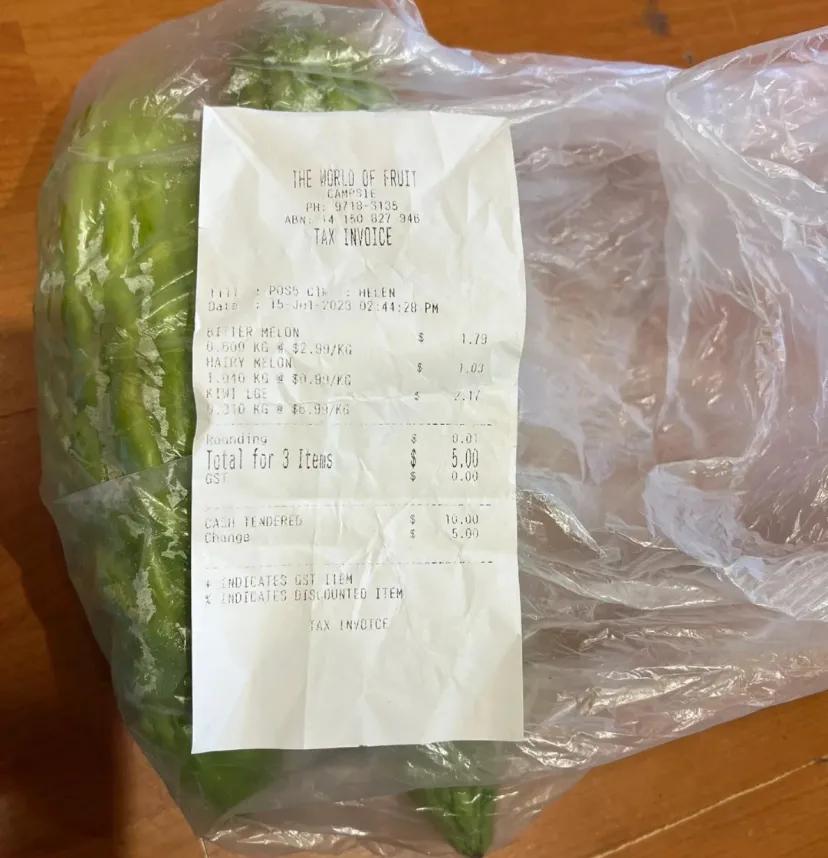 THE WORLD OF FRUIT
CAMPSIE
PH: 9718-3135
ABN: 14 150 827 946
TAX INVOICE
Till : POS5 Clk : HELEN
Date : 15-Jul-2023 02:44:28 PM
BITTER MELON $ 1.79
0.600 KG @ $2.99/KG
HAIRY MELON $ 1.03
1.040 KG @ $0.99/KG
KIWI LGE $ 2.17
0.310 KG @ $6.99/KG
Rounding $ 0.01
Total for 3 Items $ 5.00
GST $ 0.00
CASH TENDERED $ 10.00
Change $ 5.00
+ INDICATES GST ITEM
% INDICATES DISCOUNTED ITEM
TAX INVOICE